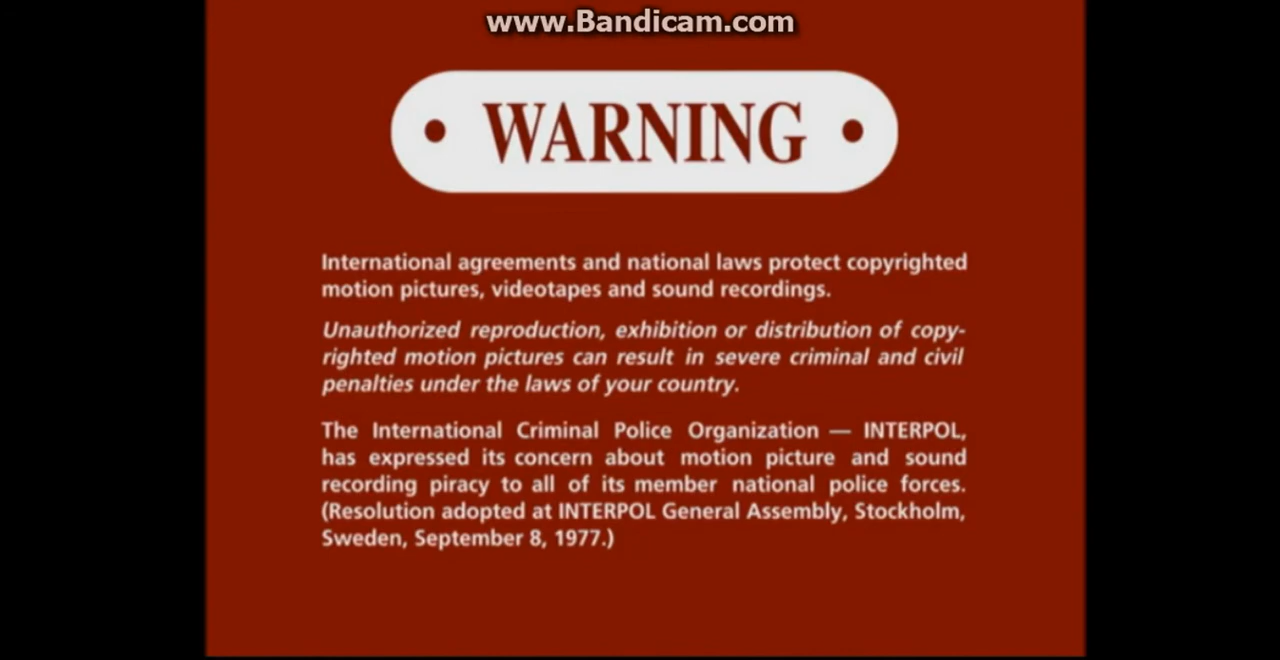 www.Bandicam.com
• WARNING •
International agreements and national laws protect copyrighted
motion pictures, videotapes and sound recordings.
Unauthorized reproduction, exhibition or distribution of copy-
righted motion pictures can result in severe criminal and civil
penalties under the laws of your country.
The International Criminal Police Organization — INTERPOL,
has expressed its concern about motion picture and sound
recording piracy to all of its member national police forces.
(Resolution adopted at INTERPOL General Assembly, Stockholm,
Sweden, September 8, 1977.)